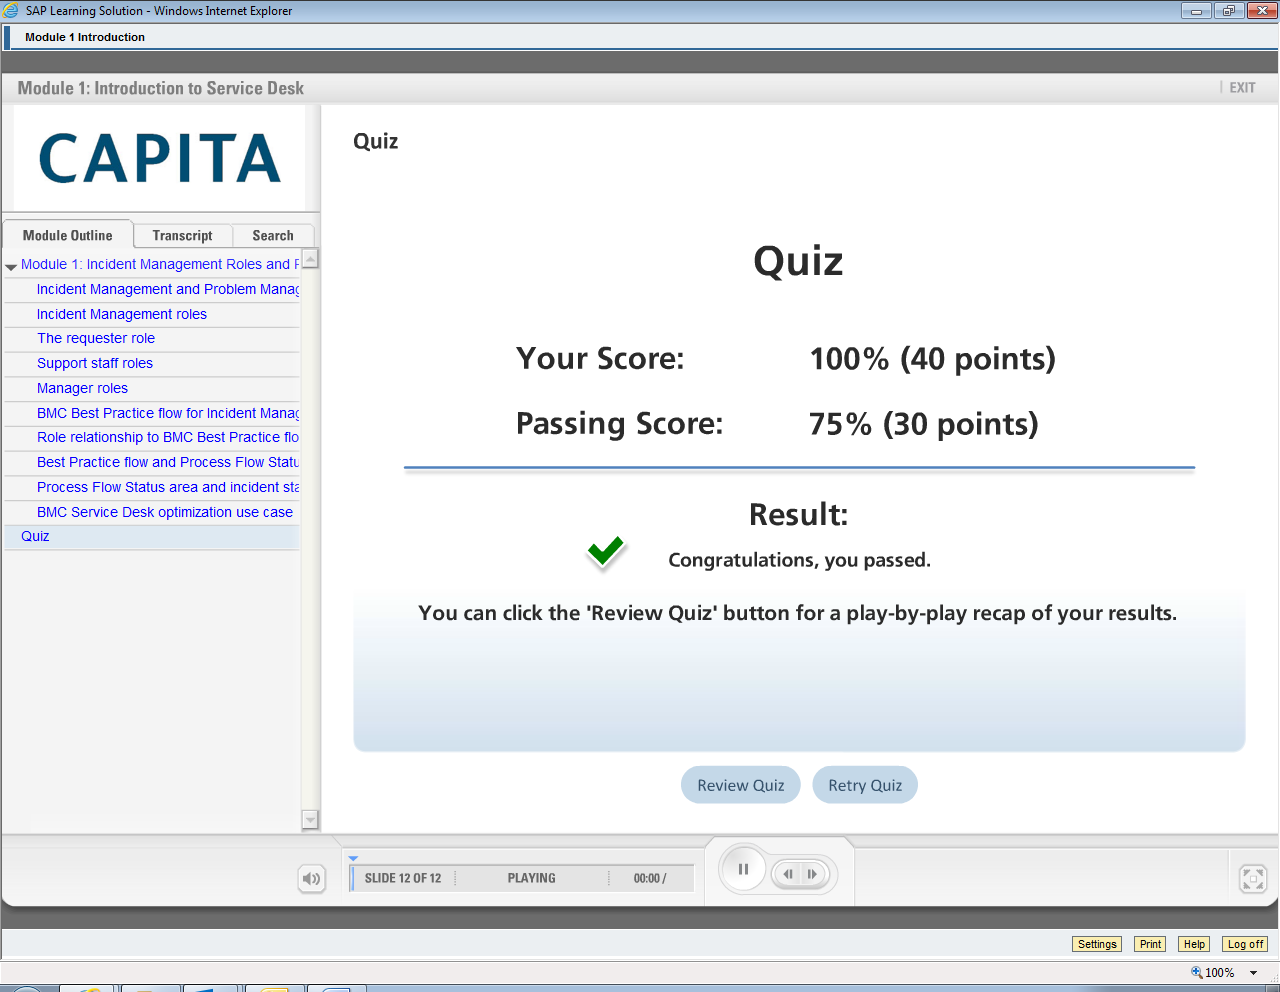 SAP Learning Solution - Windows Internet Explorer
Module 1 Introduction
Module 1: Introduction to Service Desk
EXIT
CAPITA
Module Outline
Transcript
Search
Module 1: Incident Management Roles and
Incident Management and Problem
Incident Management roles
The requester role
Support staff roles
Manager roles
BMC Best Practice flow for Incident
Role relationship to BMC Best Practice
Best Practice flow and Process Flow
Process Flow Status area and incident
BMC Service Desk optimization use case
Quiz
Quiz
Quiz
Your Score: 100% (40 points)
Passing Score: 75% (30 points)
Result:
Congratulations, you passed.
You can click the 'Review Quiz' button for a play-by-play recap of your results.
Review Quiz
Retry Quiz
SLIDE 12 OF 12
PLAYING
00:00 /
Settings
Print
Help
Log off
100%